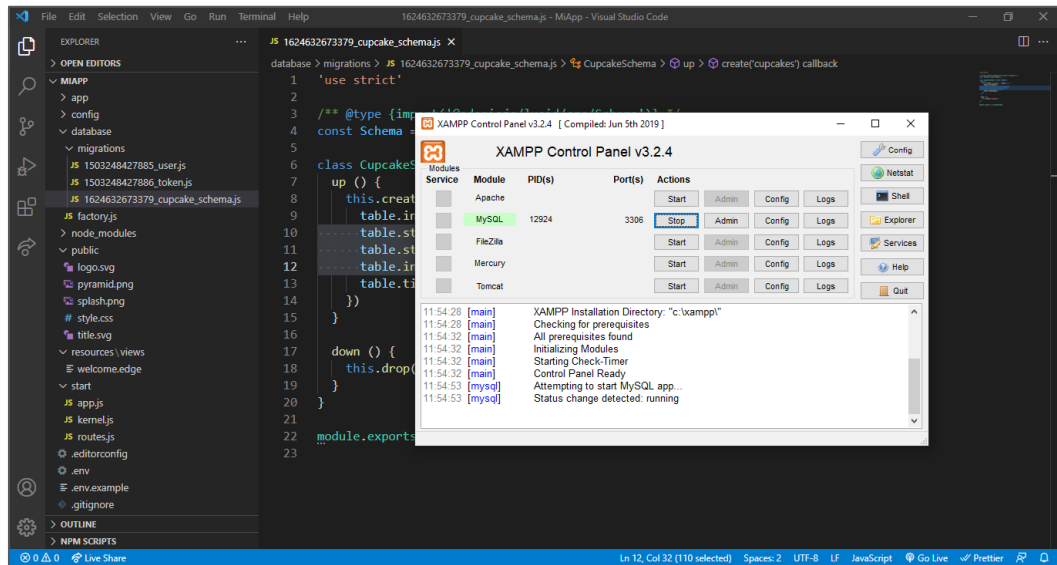 File Edit Selection View Go Run Terminal Help 1624632673379_cupcake_schema.js - MiApp - Visual Studio Code
EXPLORER ...
> OPEN EDITORS
MIAPP
> app
> config
database
migrations
JS 1503248427885_user.js
JS 1503248427886_token.js
JS 1624632673379_cupcake_schema.js
JS factory.js
> node_modules
public
logo.svg
pyramid.png
splash.png
# style.css
title.svg
resources \ views
welcome.edge
start
JS app.js
JS kernel.js
JS routes.js
.editorconfig
.env
.env.example
.gitignore
> OUTLINE
> NPM SCRIPTS
JS 1624632673379_cupcake_schema.js ×
database > migrations > JS 1624632673379_cupcake_schema.js > CupcakeSchema > up > create('cupcakes') callback
1 'use strict'
2
3 /** @type {imp
4 const Schema =
5
6 class CupcakeS
7 up () {
8 this.creat
9 table.in
10 table.st
11 table.st
12 table.in
13 table.ti
14 })
15 }
16
17 down () {
18 this.drop(
19 }
20 }
21
22 module.exports
23
XAMPP Control Panel v3.2.4 [ Compiled: Jun 5th 2019 ]
XAMPP Control Panel v3.2.4
Modules
Service Module PID(s) Port(s) Actions
Apache Start Admin Config Logs
MySQL 12924 3306 Stop Admin Config Logs
FileZilla Start Admin Config Logs
Mercury Start Admin Config Logs
Tomcat Start Admin Config Logs
Config
Netstat
Shell
Explorer
Services
Help
Quit
11:54:28 [main] XAMPP Installation Directory: "c:\xampp\"
11:54:28 [main] Checking for prerequisites
11:54:32 [main] All prerequisites found
11:54:32 [main] Initializing Modules
11:54:32 [main] Starting Check-Timer
11:54:32 [main] Control Panel Ready
11:54:53 [mysql] Attempting to start MySQL app...
11:54:53 [mysql] Status change detected: running
0 0 Live Share Ln 12, Col 32 (110 selected) Spaces: 2 UTF-8 LF JavaScript Go Live Prettier